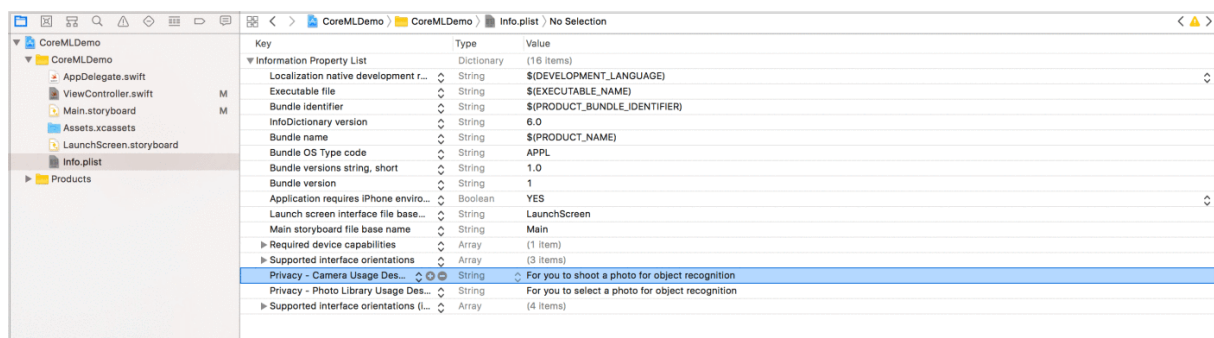 CoreMLDemo 〉 CoreMLDemo 〉 Info.plist 〉 No Selection
CoreMLDemo
CoreMLDemo
AppDelegate.swift
ViewController.swift M
Main.storyboard M
Assets.xcassets
LaunchScreen.storyboard
Info.plist
Products
Key Type Value
Information Property List Dictionary (16 items)
Localization native development r... String $(DEVELOPMENT_LANGUAGE)
Executable file String $(EXECUTABLE_NAME)
Bundle identifier String $(PRODUCT_BUNDLE_IDENTIFIER)
InfoDictionary version String 6.0
Bundle name String $(PRODUCT_NAME)
Bundle OS Type code String APPL
Bundle versions string, short String 1.0
Bundle version String 1
Application requires iPhone enviro... Boolean YES
Launch screen interface file base... String LaunchScreen
Main storyboard file base name String Main
Required device capabilities Array (1 item)
Supported interface orientations Array (3 items)
Privacy - Camera Usage Des... String For you to shoot a photo for object recognition
Privacy - Photo Library Usage Des... String For you to select a photo for object recognition
Supported interface orientations (i... Array (4 items)